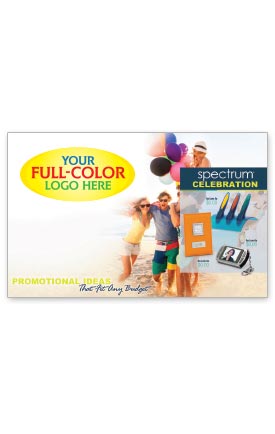 YOUR
FULL-COLOR
LOGO HERE
spectrum
CELEBRATION
PROMOTIONAL IDEAS
That Fit Any Budget